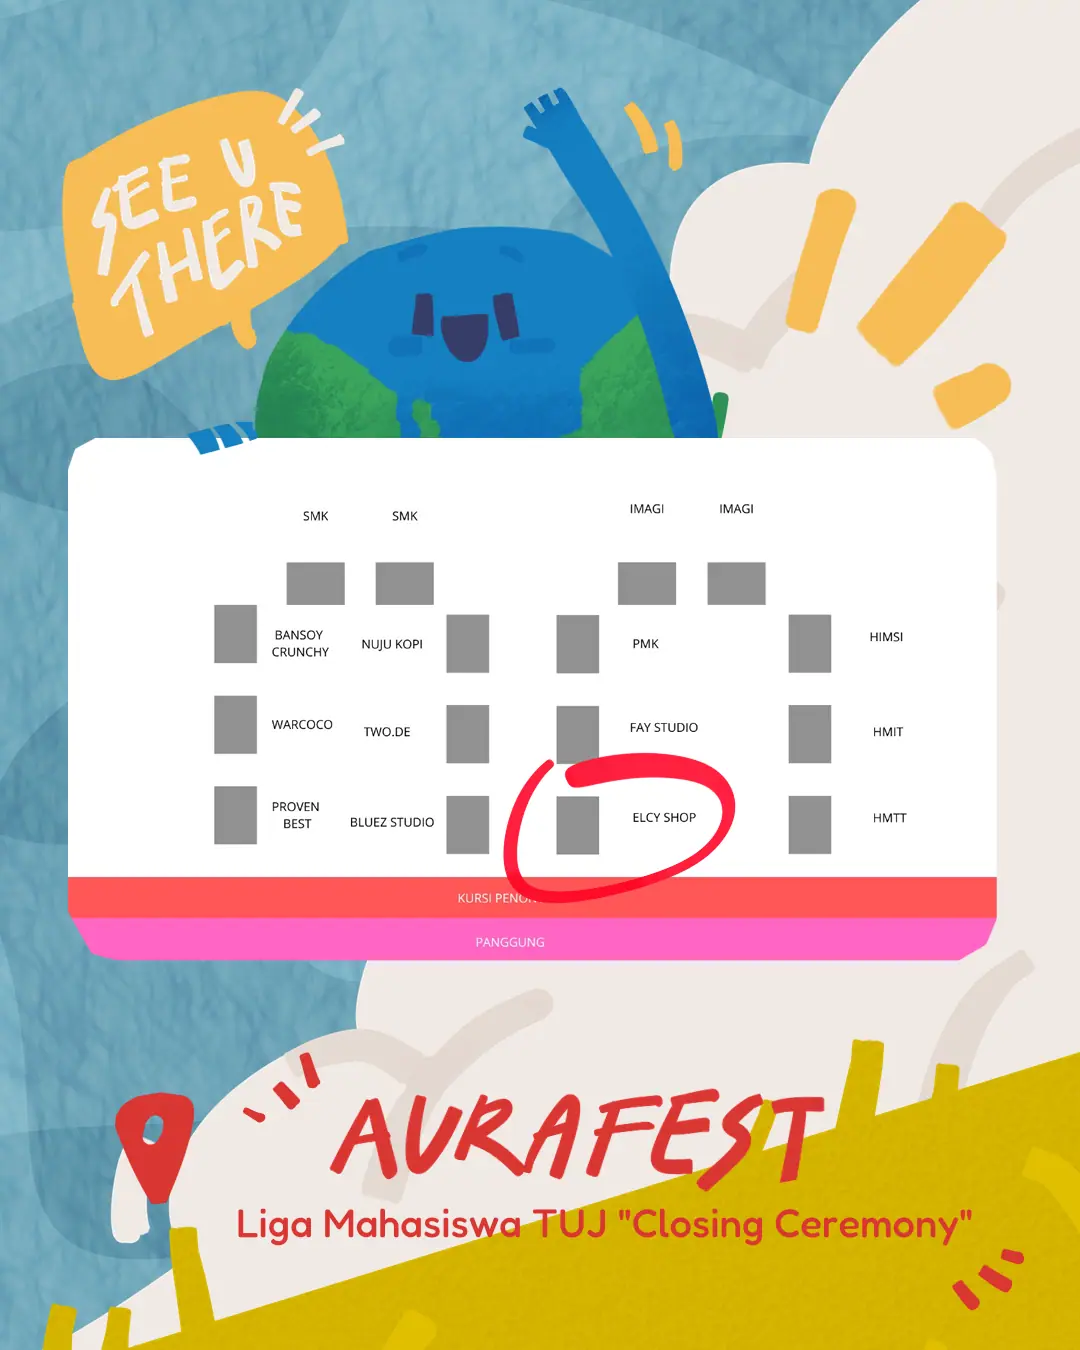 SEE U
THERE
SMK
SMK
IMAGI
IMAGI
BANSOY
CRUNCHY
NUJU KOPI
PMK
HIMSI
WARCOCO
TWO.DE
FAY STUDIO
HMIT
PROVEN
BEST
BLUEZ STUDIO
ELCY SHOP
HMTT
KURSI
PANGGUNG
AURAFEST
Liga Mahasiswa TUJ "Closing Ceremony"